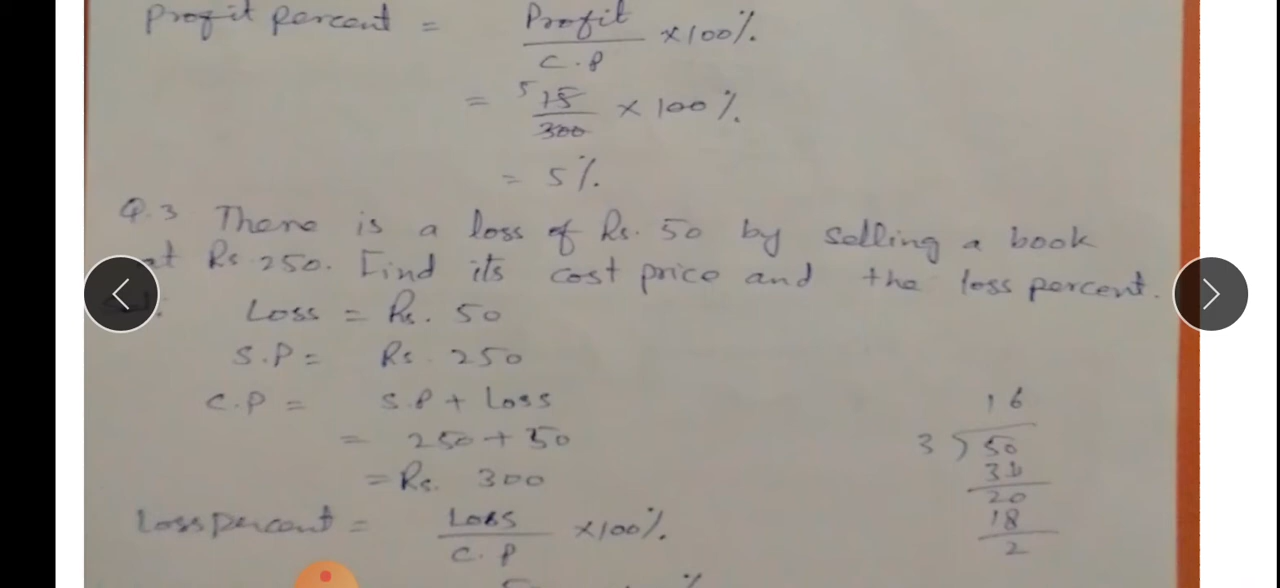 Profit percent = Profit/C.P ×100%.
= 5 15/300 × 100%.
= 5%.
Q.3 There is a loss of Rs. 50 by selling a book
at Rs 250. Find its cost price and the loss percent.
Loss = Rs. 50
S.P = Rs 250
C.P = S.P + Loss
= 250 + 50
= Rs. 300
Loss percent = Loss/C.P ×100%.
16
3 ) 50
20
18
2